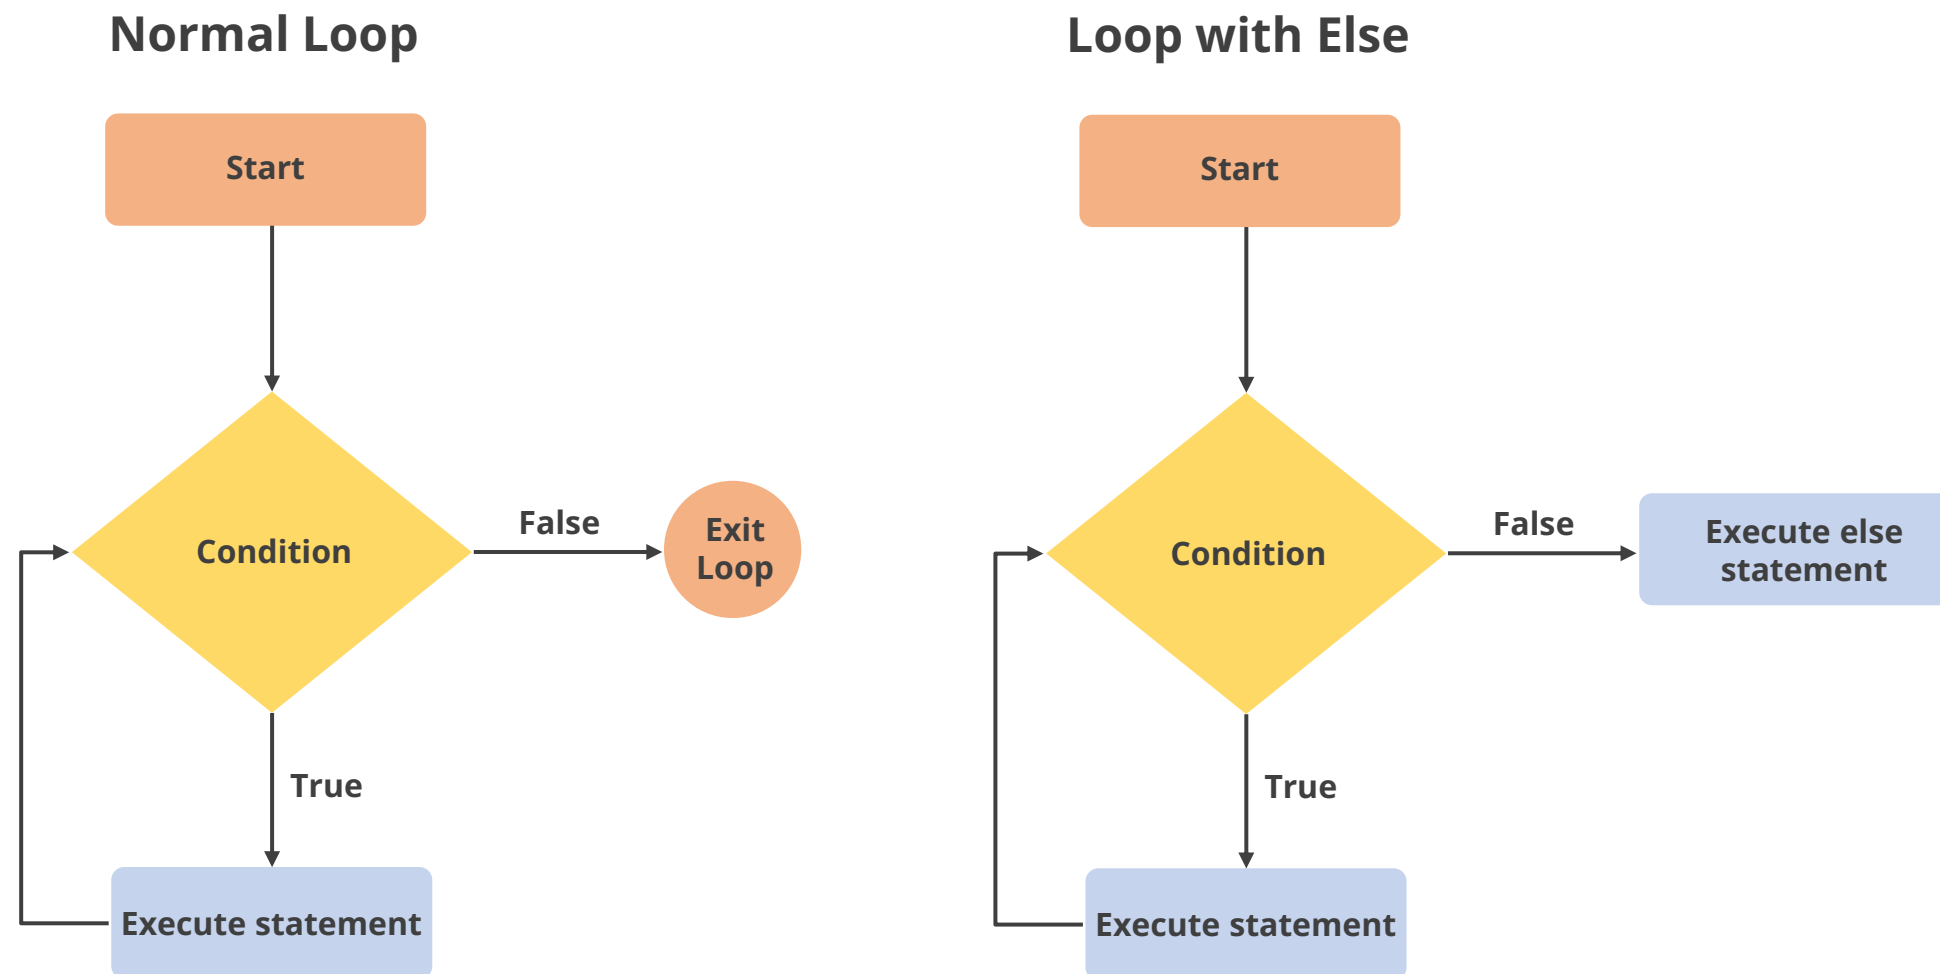 Normal Loop
Start
Condition
False
Exit
Loop
True
Execute statement
Loop with Else
Start
Condition
False
Execute else
statement
True
Execute statement